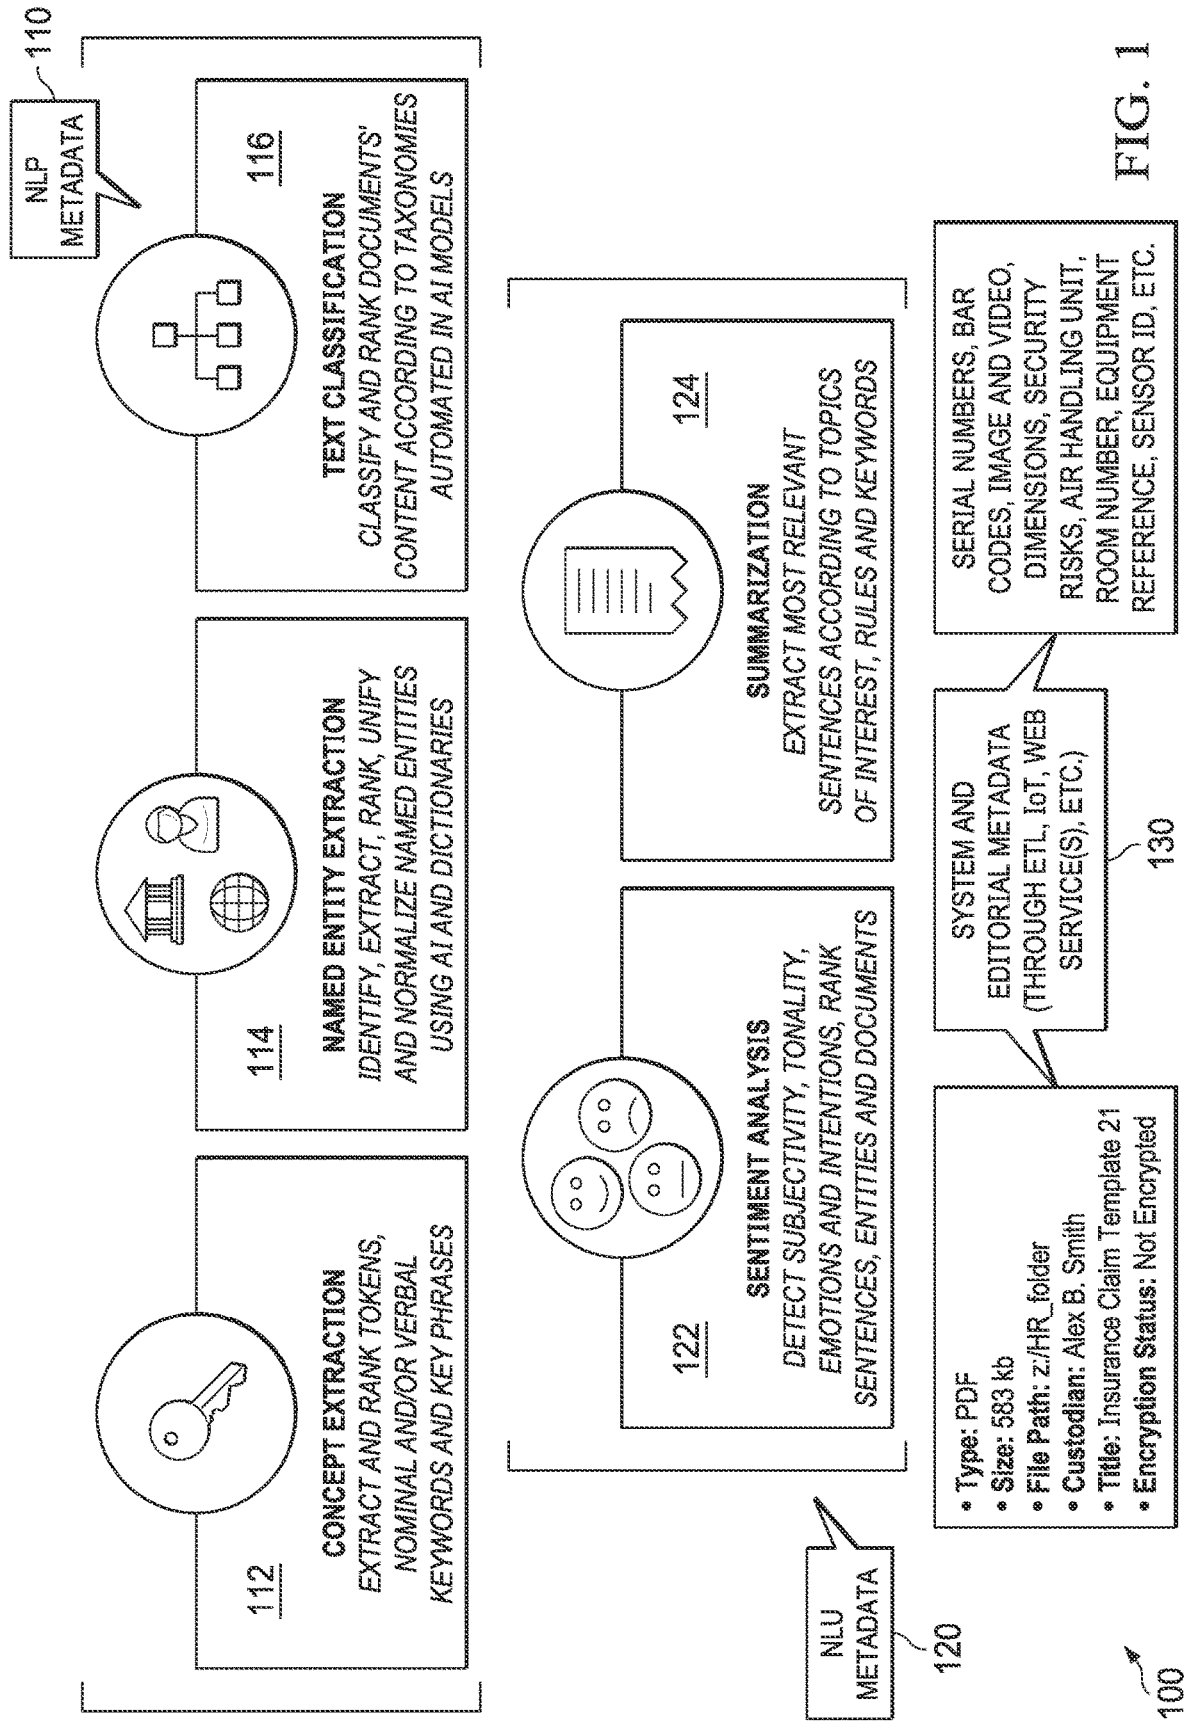 110
NLP
METADATA
112
CONCEPT EXTRACTION
EXTRACT AND RANK TOKENS,
NOMINAL AND/OR VERBAL
KEYWORDS AND KEY PHRASES
114
NAMED ENTITY EXTRACTION
IDENTIFY, EXTRACT, RANK, UNIFY
AND NORMALIZE NAMED ENTITIES
USING AI AND DICTIONARIES
116
TEXT CLASSIFICATION
CLASSIFY AND RANK DOCUMENTS'
CONTENT ACCORDING TO TAXONOMIES
AUTOMATED IN AI MODELS
122
SENTIMENT ANALYSIS
DETECT SUBJECTIVITY, TONALITY,
EMOTIONS AND INTENTIONS, RANK
SENTENCES, ENTITIES AND DOCUMENTS
124
SUMMARIZATION
EXTRACT MOST RELEVANT
SENTENCES ACCORDING TO TOPICS
OF INTEREST, RULES AND KEYWORDS
NLU
METADATA
120
• Type: PDF
• Size: 583 kb
• File Path: z:/HR_folder
• Custodian: Alex B. Smith
• Title: Insurance Claim Template 21
• Encryption Status: Not Encrypted
SYSTEM AND
EDITORIAL METADATA
(THROUGH ETL, IoT, WEB
SERVICE(S), ETC.)
130
SERIAL NUMBERS, BAR
CODES, IMAGE AND VIDEO,
DIMENSIONS, SECURITY
RISKS, AIR HANDLING UNIT,
ROOM NUMBER, EQUIPMENT
REFERENCE, SENSOR ID, ETC.
100
FIG. 1